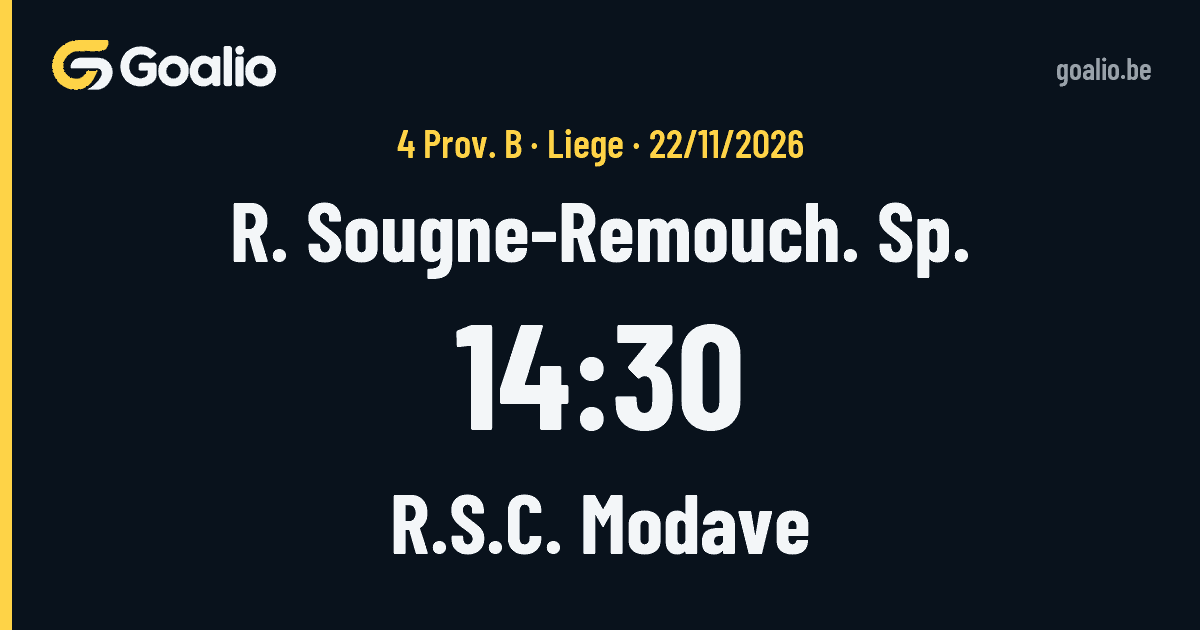 Goalio
goalio.be
4 Prov. B · Liege · 22/11/2026
R. Sougne-Remouch. Sp.
14:30
R.S.C. Modave